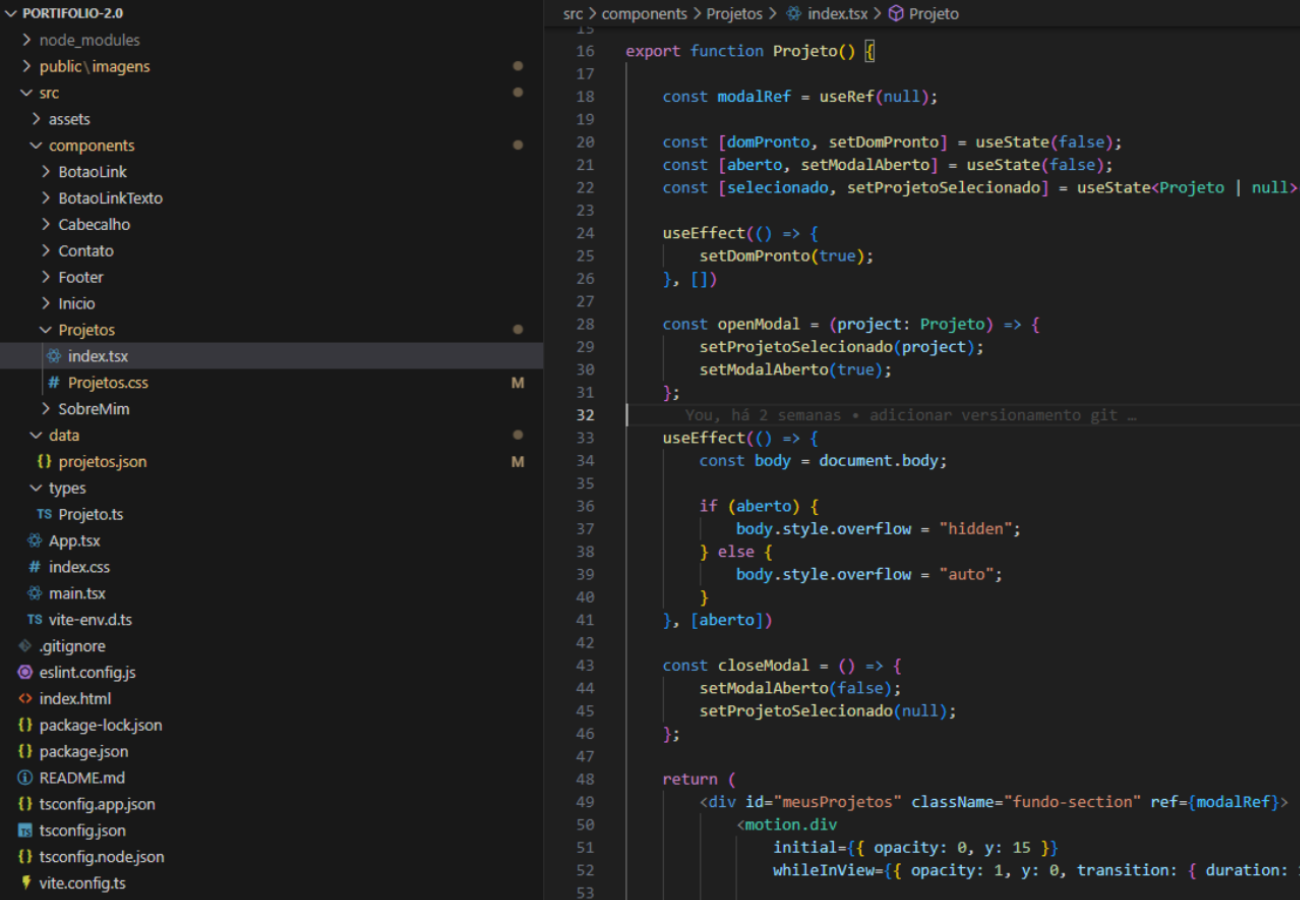 PORTIFOLIO-2.0
node_modules
public\imagens
src
assets
components
BotaoLink
BotaoLinkTexto
Cabecalho
Contato
Footer
Inicio
Projetos
index.tsx
# Projetos.css M
SobreMim
data
{} projetos.json M
types
TS Projeto.ts
App.tsx
# index.css
main.tsx
TS vite-env.d.ts
.gitignore
eslint.config.js
<> index.html
{} package-lock.json
{} package.json
README.md
{} tsconfig.app.json
TS tsconfig.json
{} tsconfig.node.json
vite.config.ts
src > components > Projetos > index.tsx > Projeto
15
16 export function Projeto() {
17
18 const modalRef = useRef(null);
19
20 const [domPronto, setDomPronto] = useState(false);
21 const [aberto, setModalAberto] = useState(false);
22 const [selecionado, setProjetoSelecionado] = useState<Projeto | null>
23
24 useEffect(() => {
25 setDomPronto(true);
26 }, [])
27
28 const openModal = (project: Projeto) => {
29 setProjetoSelecionado(project);
30 setModalAberto(true);
31 };
32 You, há 2 semanas • adicionar versionamento git …
33 useEffect(() => {
34 const body = document.body;
35
36 if (aberto) {
37 body.style.overflow = "hidden";
38 } else {
39 body.style.overflow = "auto";
40 }
41 }, [aberto])
42
43 const closeModal = () => {
44 setModalAberto(false);
45 setProjetoSelecionado(null);
46 };
47
48 return (
49 <div id="meusProjetos" className="fundo-section" ref={modalRef}>
50 <motion.div
51 initial={{ opacity: 0, y: 15 }}
52 whileInView={{ opacity: 1, y: 0, transition: { duration:
53